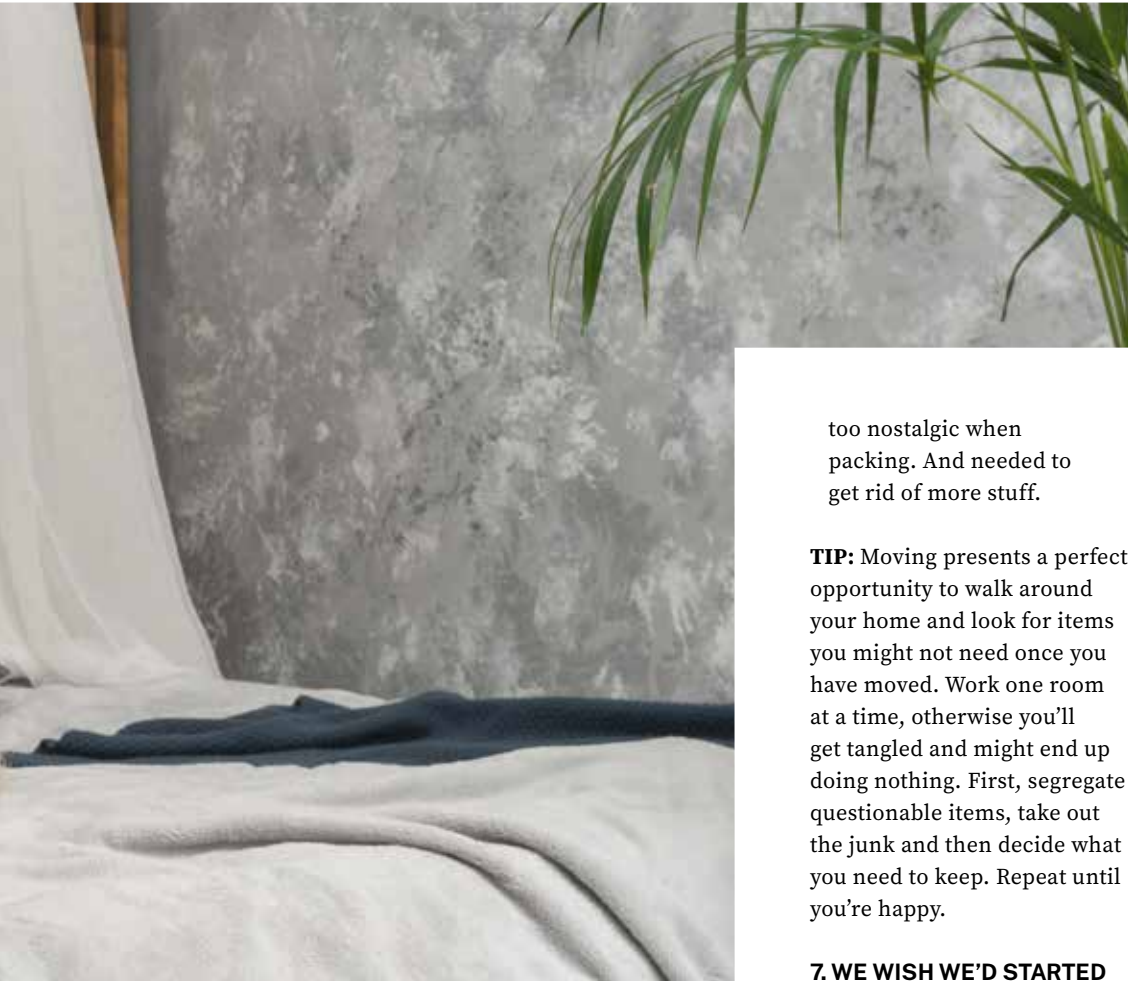 too nostalgic when
packing. And needed to
get rid of more stuff.
TIP: Moving presents a perfect
opportunity to walk around
your home and look for items
you might not need once you
have moved. Work one room
at a time, otherwise you’ll
get tangled and might end up
doing nothing. First, segregate
questionable items, take out
the junk and then decide what
you need to keep. Repeat until
you’re happy.
7. WE WISH WE’D STARTED